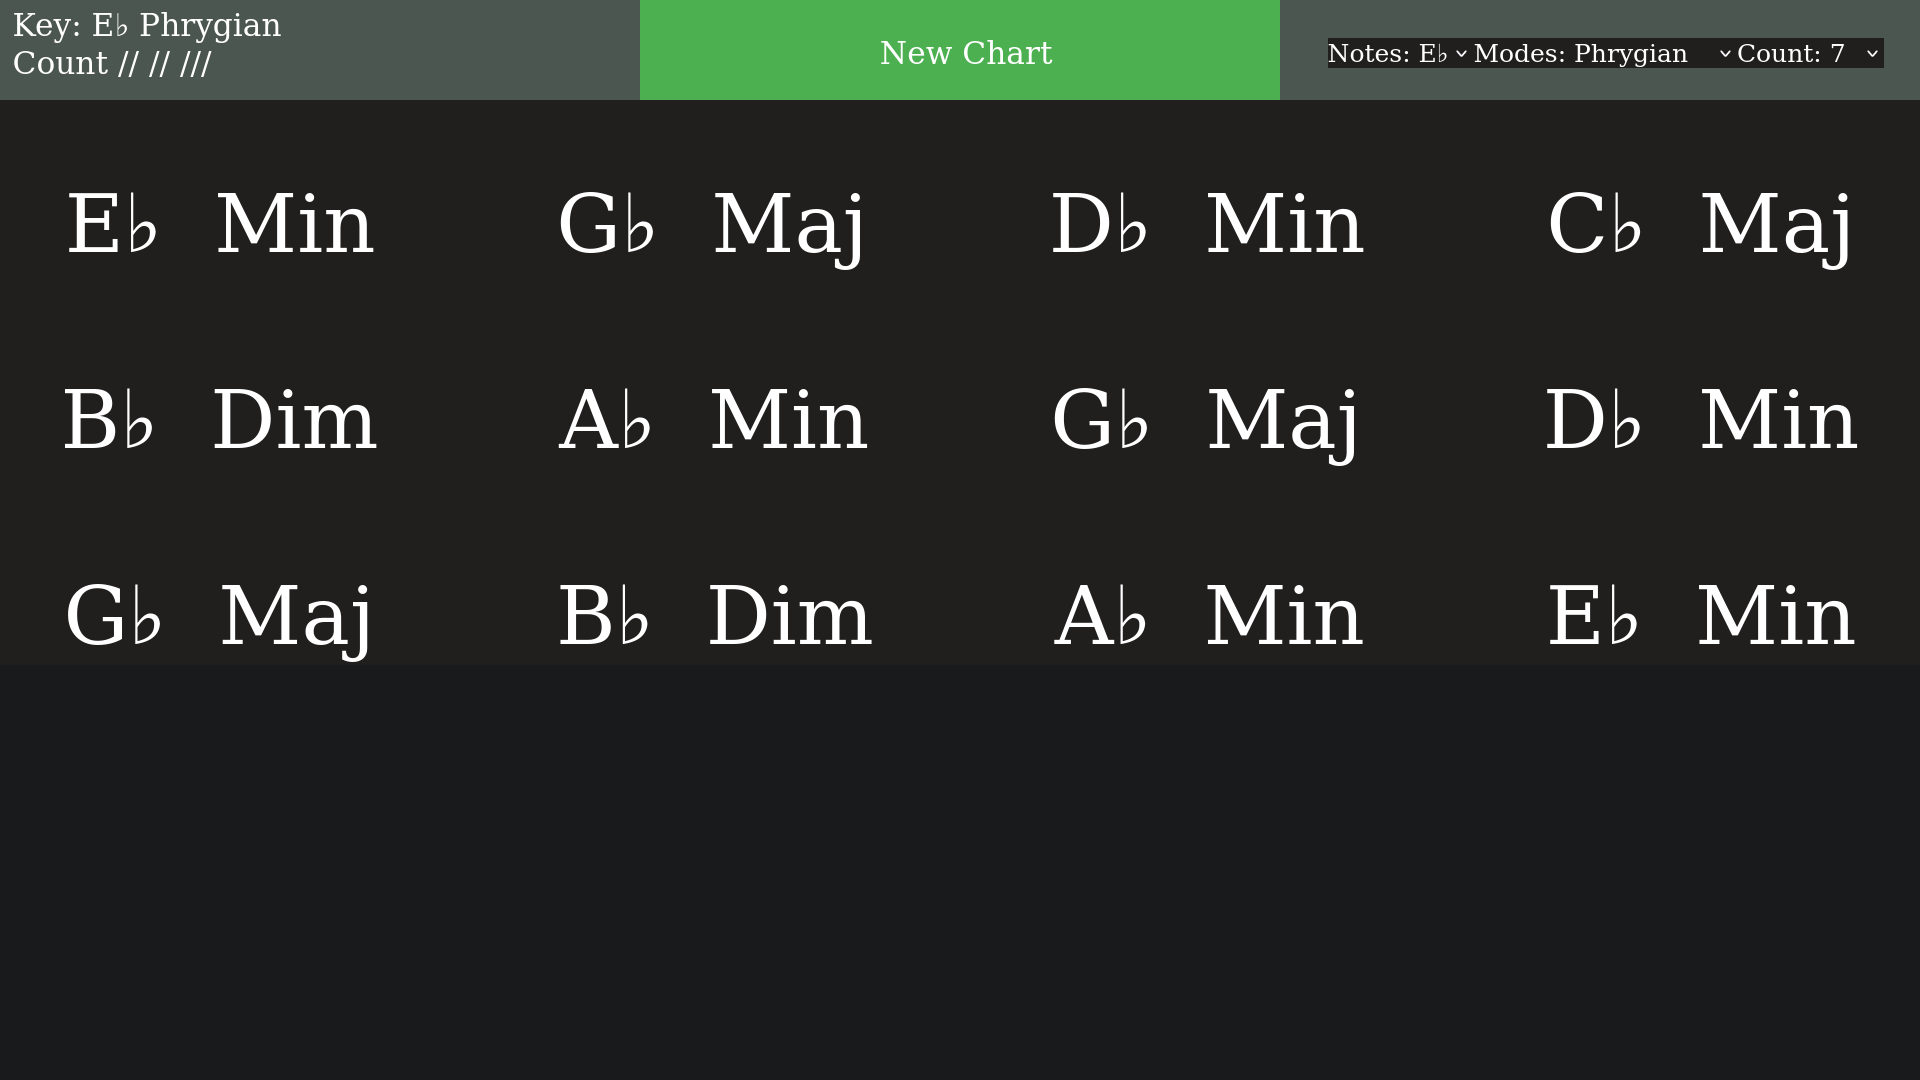 Key: E♭ Phrygian
Count // // ///
New Chart
Notes: E♭ Modes: Phrygian Count: 7
E♭ Min G♭ Maj D♭ Min C♭ Maj
B♭ Dim A♭ Min G♭ Maj D♭ Min
G♭ Maj B♭ Dim A♭ Min E♭ Min